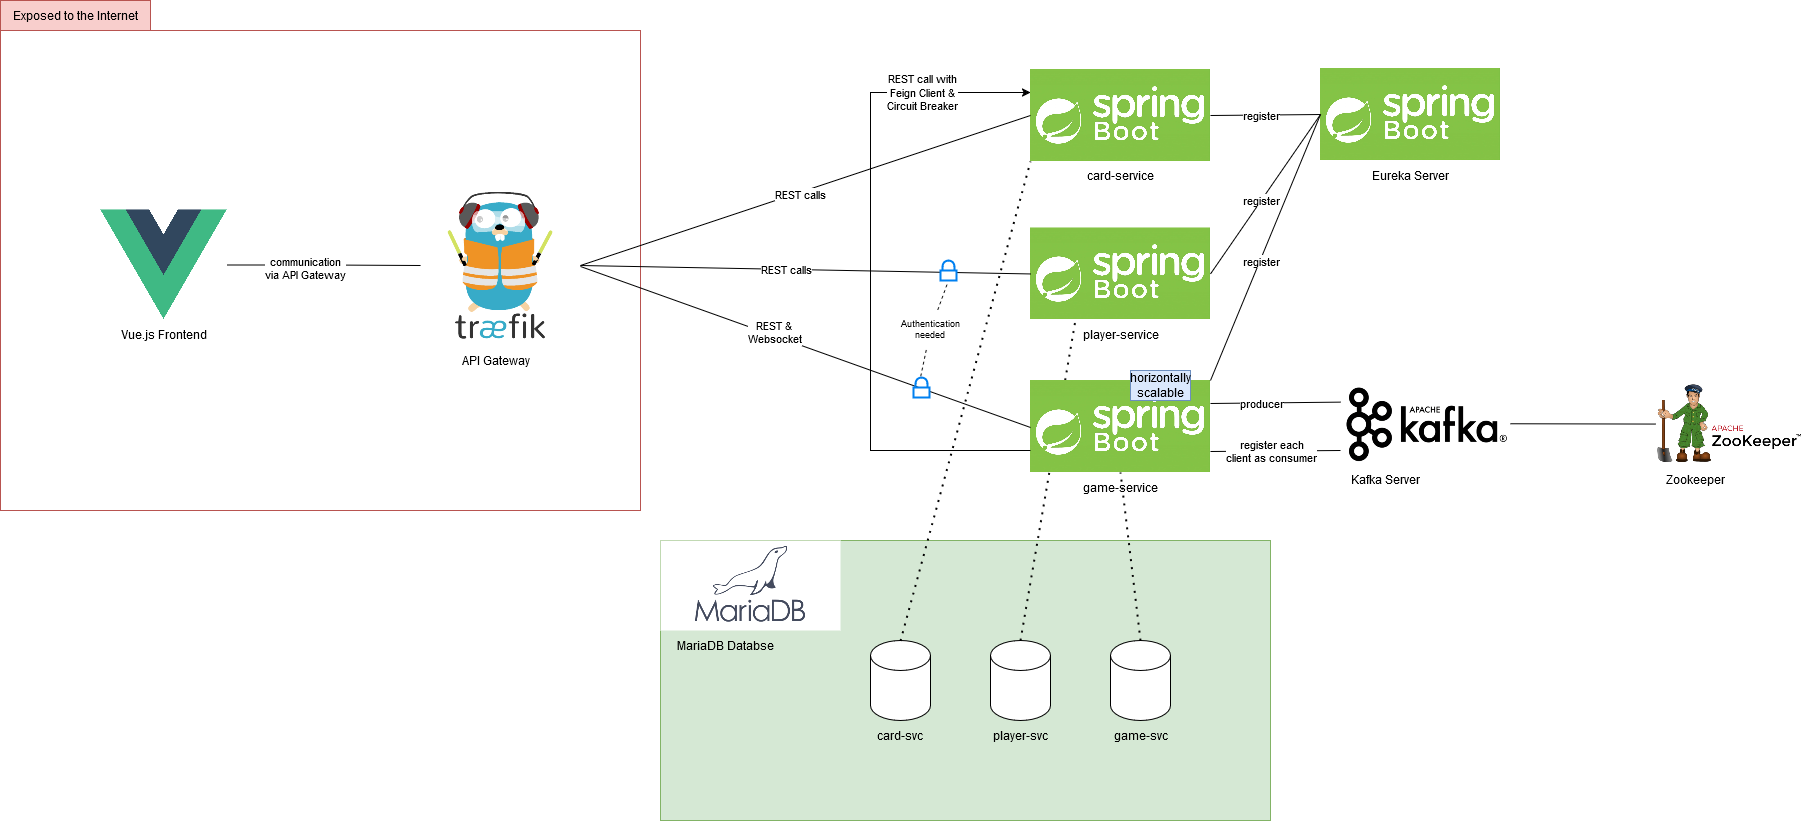 Exposed to the Internet
REST call with
Feign Client &
Circuit Breaker
spring
Boot
card-service
register
spring
Boot
Eureka Server
REST calls
register
communication
via API Gateway
Vue.js Frontend
træfik
API Gateway
REST calls
spring
Boot
player-service
register
REST &
Websocket
Authentication
needed
horizontally
scalable
spring
Boot
game-service
producer
register each
client as consumer
APACHE
kafka®
Kafka Server
APACHE
ZooKeeper™
Zookeeper
MariaDB
MariaDB Databse
card-svc
player-svc
game-svc